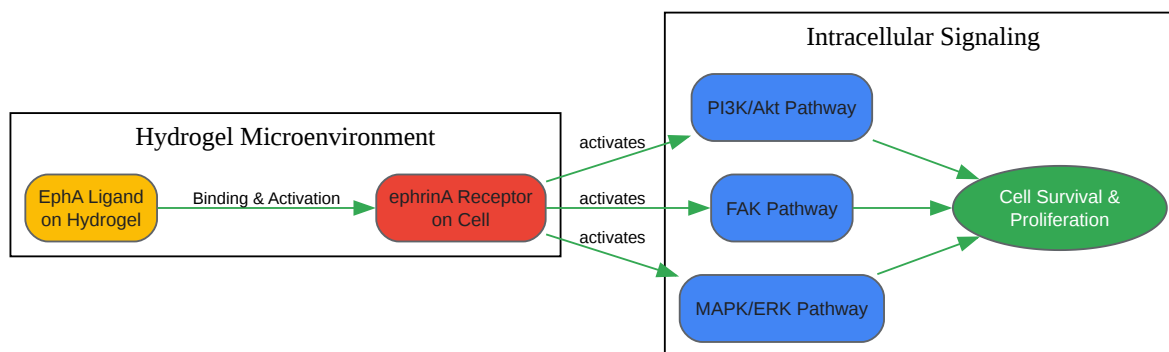 Hydrogel Microenvironment
EphA Ligand
on Hydrogel
Binding & Activation
ephrinA Receptor
on Cell
activates
activates
activates
Intracellular Signaling
PI3K/Akt Pathway
FAK Pathway
MAPK/ERK Pathway
Cell Survival &
Proliferation